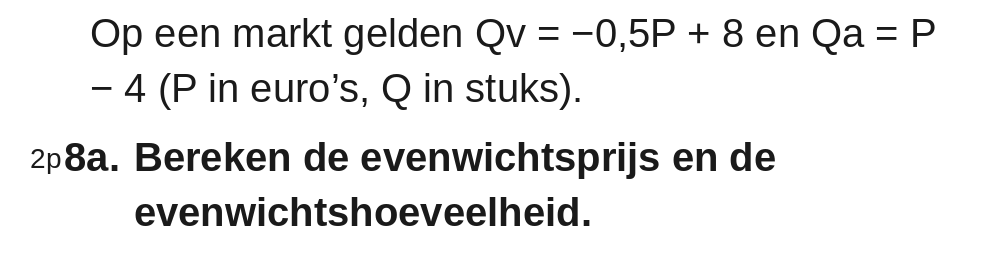 Op een markt gelden Qv = −0,5P + 8 en Qa = P
− 4 (P in euro’s, Q in stuks).
2p8a. Bereken de evenwichtsprijs en de
evenwichtshoeveelheid.